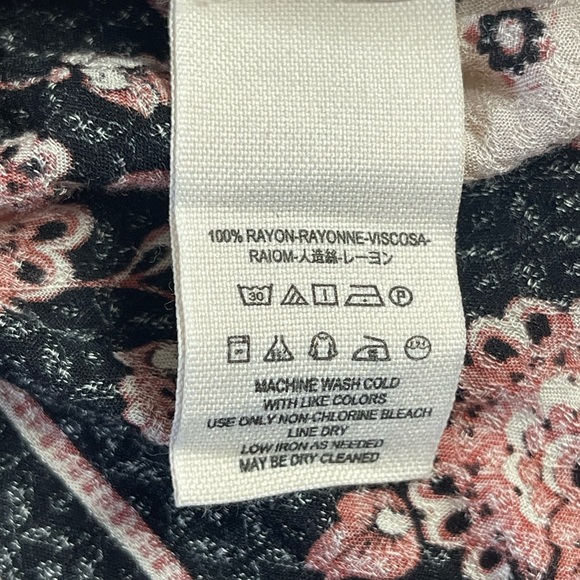 100% RAYON-RAYONNE-VISCOSA-
RAIOM-人造絲-レーヨン
30 P
MACHINE WASH COLD
WITH LIKE COLORS
USE ONLY NON-CHLORINE BLEACH
LINE DRY
LOW IRON AS NEEDED
MAY BE DRY CLEANED